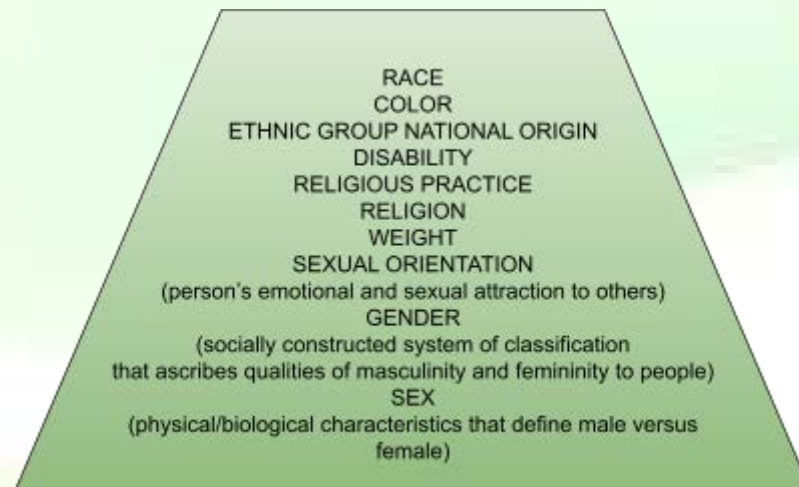 RACE
COLOR
ETHNIC GROUP NATIONAL ORIGIN
DISABILITY
RELIGIOUS PRACTICE
RELIGION
WEIGHT
SEXUAL ORIENTATION
(person's emotional and sexual attraction to others)
GENDER
(socially constructed system of classification
that ascribes qualities of masculinity and femininity to people)
SEX
(physical/biological characteristics that define male versus
female)